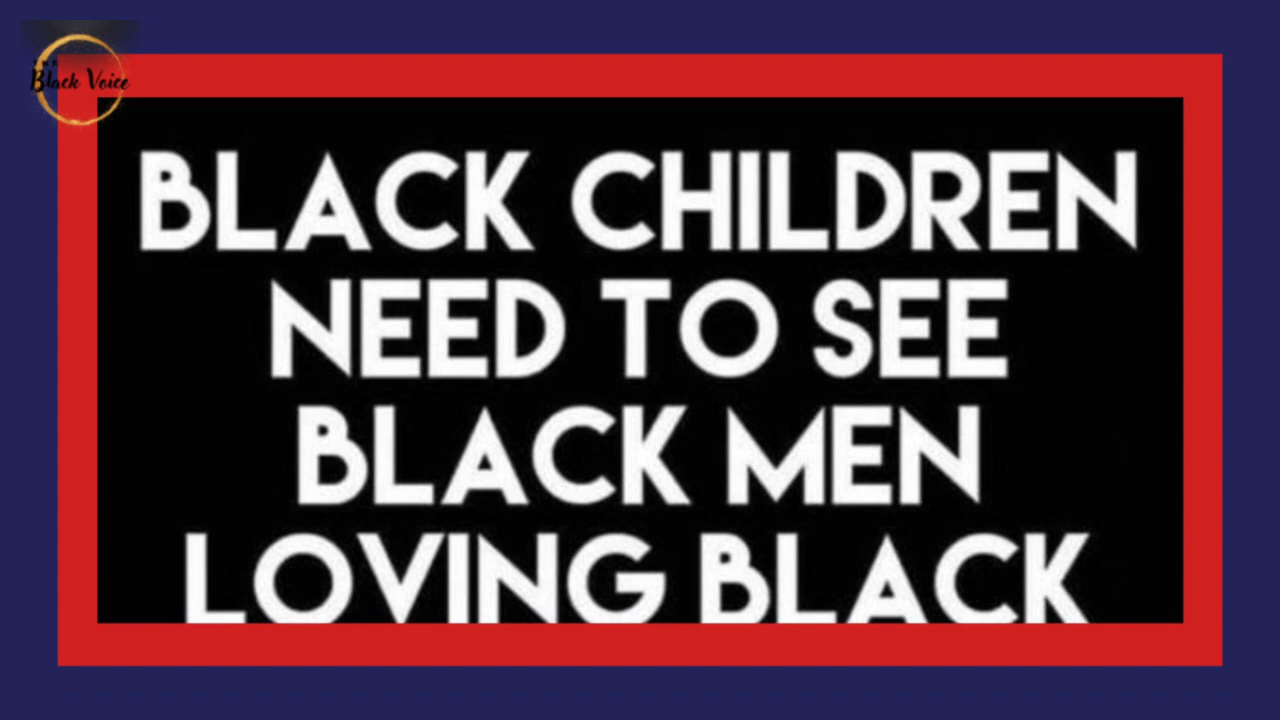 Black Voice
BLACK CHILDREN
NEED TO SEE
BLACK MEN
LOVING BLACK